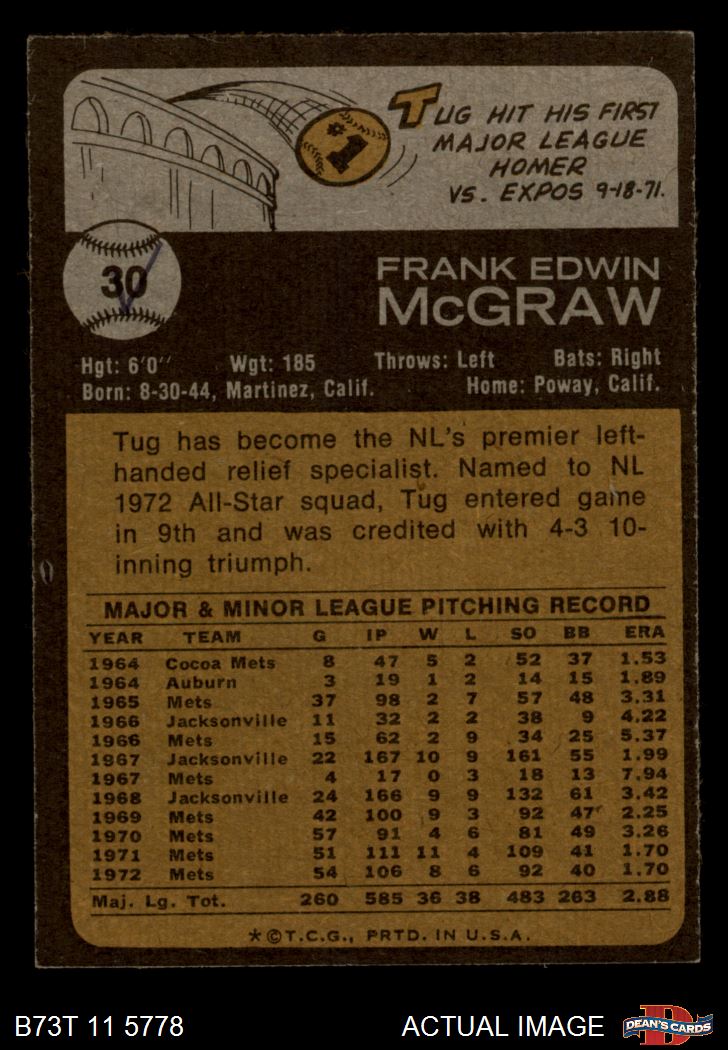 TUG HIT HIS FIRST
MAJOR LEAGUE
HOMER
VS. EXPOS 9-18-71.
#1
30
FRANK EDWIN
McGRAW
Hgt: 6'0'' Wgt: 185 Throws: Left Bats: Right
Born: 8-30-44, Martinez, Calif. Home: Poway, Calif.
Tug has become the NL's premier left-
handed relief specialist. Named to NL
1972 All-Star squad, Tug entered game
in 9th and was credited with 4-3 10-
inning triumph.
MAJOR & MINOR LEAGUE PITCHING RECORD
YEAR TEAM G IP W L SO BB ERA
1964 Cocoa Mets 8 47 5 2 52 37 1.53
1964 Auburn 3 19 1 2 14 15 1.89
1965 Mets 37 98 2 7 57 48 3.31
1966 Jacksonville 11 32 2 2 38 9 4.22
1966 Mets 15 62 2 9 34 25 5.37
1967 Jacksonville 22 167 10 9 161 55 1.99
1967 Mets 4 17 0 3 18 13 7.94
1968 Jacksonville 24 166 9 9 132 61 3.42
1969 Mets 42 100 9 3 92 47 2.25
1970 Mets 57 91 4 6 81 49 3.26
1971 Mets 51 111 11 4 109 41 1.70
1972 Mets 54 106 8 6 92 40 1.70
Maj. Lg. Tot. 260 585 36 38 483 263 2.88
*©T.C.G., PRTD. IN U.S.A.
B73T 11 5778 ACTUAL IMAGE
D
DEAN'S CARDS